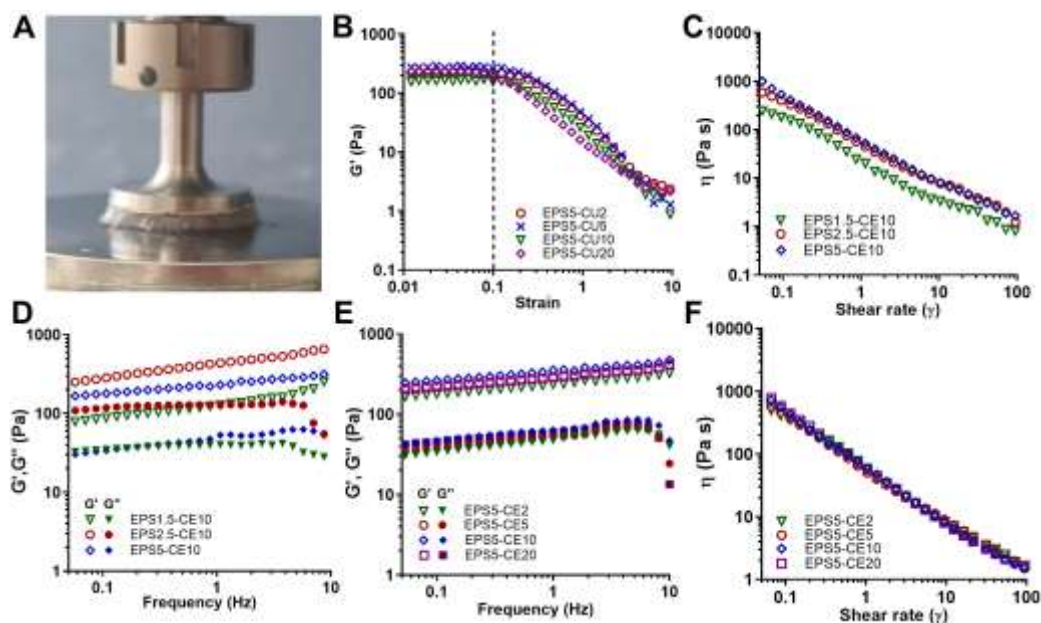 A
B
1000
100
10
1
0.1
G' (Pa)
0.01
0.1
1
10
Strain
EPS5-CU2
EPS5-CU5
EPS5-CU10
EPS5-CU20
C
10000
1000
100
10
1
0.1
η (Pa s)
0.1
1
10
100
Shear rate (γ)
EPS1.5-CE10
EPS2.5-CE10
EPS5-CE10
D
1000
100
10
1
G',G'' (Pa)
0.1
1
10
Frequency (Hz)
G' G''
EPS1.5-CE10
EPS2.5-CE10
EPS5-CE10
E
1000
100
10
1
G', G'' (Pa)
0.1
1
10
Frequency (Hz)
G' G''
EPS5-CE2
EPS5-CE5
EPS5-CE10
EPS5-CE20
F
10000
1000
100
10
1
η (Pa s)
0.1
1
10
100
Shear rate (γ)
EPS5-CE2
EPS5-CE5
EPS5-CE10
EPS5-CE20